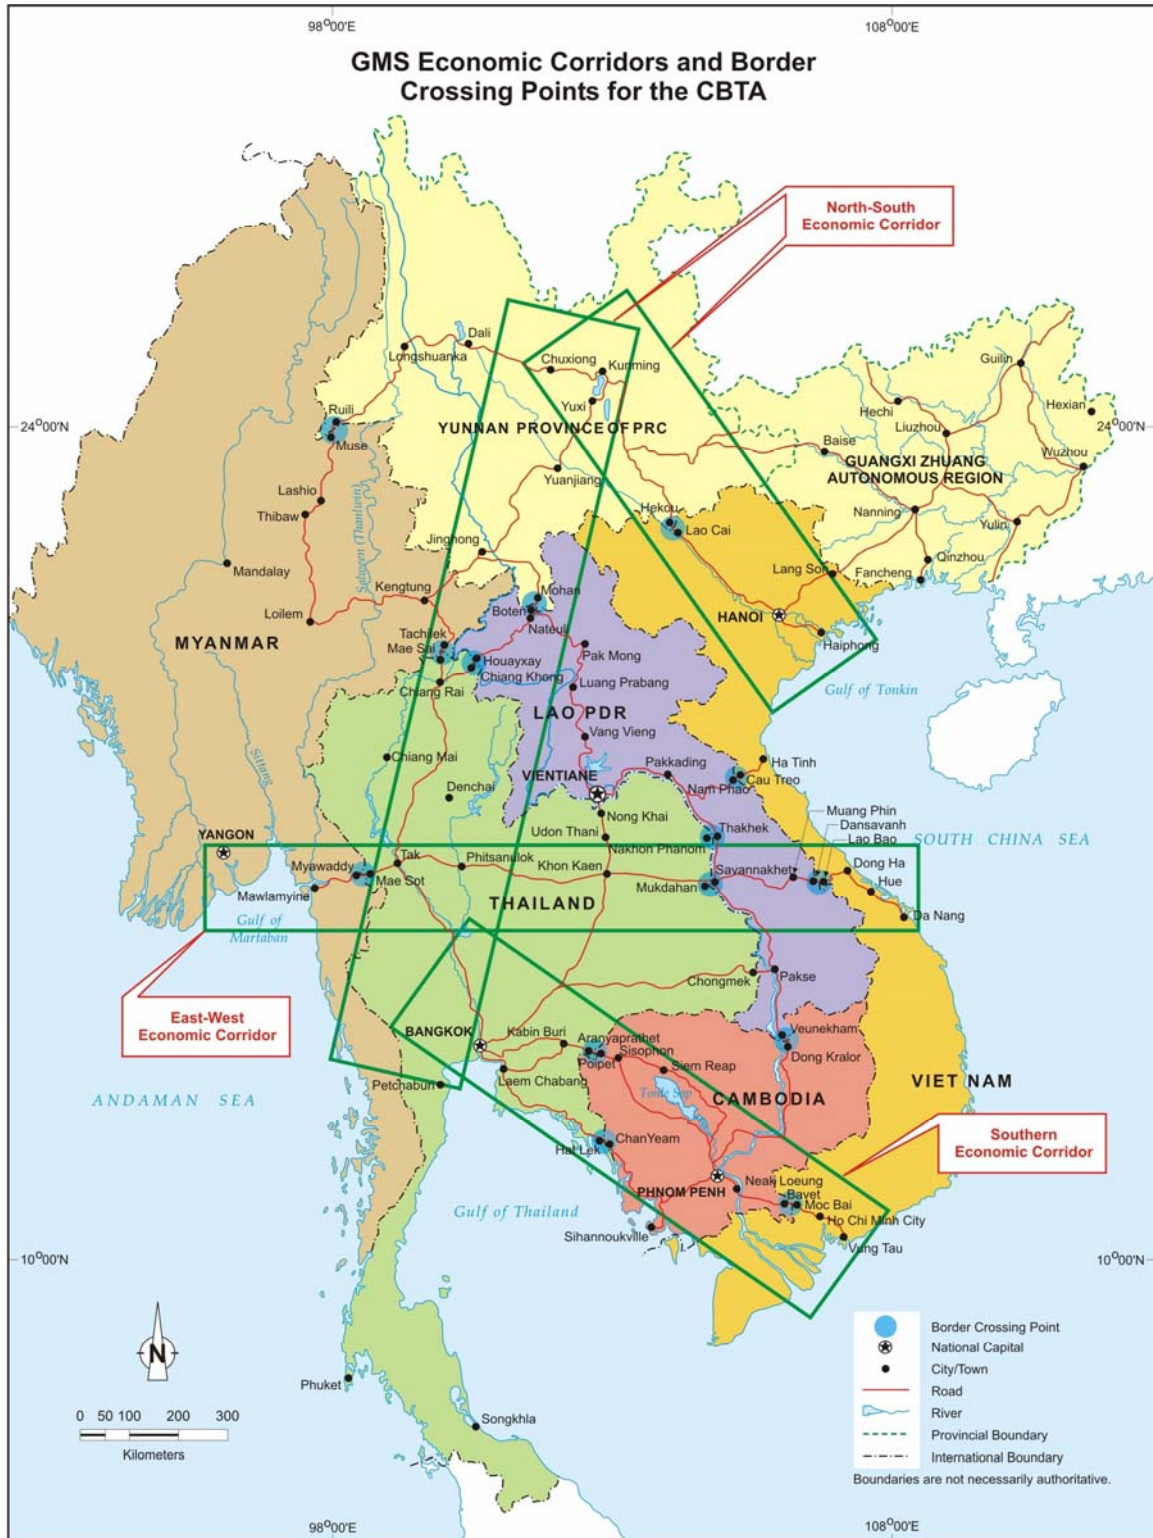 98°00'E
108°00'E
GMS Economic Corridors and Border
Crossing Points for the CBTA
North-South
Economic Corridor
Dali
Longshuanka
Chuxiong
Kunming
Guilin
Ruili
Yuxi
Hechi
Hexian
24°00'N
YUNNAN PROVINCE OF PRC
Liuzhou
24°00'N
Muse
Baise
Wuzhou
GUANGXI ZHUANG
AUTONOMOUS REGION
Yuanjiang
Lashio
Thibaw
Salween (Thanlwin)
Hekou
Nanning
Lao Cai
Yulin
Jinghong
Mandalay
Lang Son
Qinzhou
Fancheng
Kengtung
Mohan
Boten
Loilem
HANOI
Nateuil
MYANMAR
Tachilek
Mae Sai
Haiphong
Houayxay
Pak Mong
Chiang Khong
Chiang Rai
Luang Prabang
Gulf of Tonkin
LAO PDR
Vang Vieng
Sittang
Chiang Mai
Pakkading
Ha Tinh
VIENTIANE
Cau Treo
Nam Phao
Denchai
Muang Phin
Nong Khai
Dansavanh
YANGON
Udon Thani
Thakhek
Lao Bao
SOUTH CHINA SEA
Nakhon Phanom
Tak
Myawaddy
Phitsanulok
Khon Kaen
Savannakhet
Dong Ha
Mae Sot
Mukdahan
Hue
Mawlamyine
THAILAND
Da Nang
Gulf of
Martaban
Chongmek
Pakse
East-West
Economic Corridor
BANGKOK
Kabin Buri
Aranyaprathet
Veunekham
Poipet
Sisophon
Dong Kralor
Laem Chabang
Siem Reap
Petchaburi
VIET NAM
Tonle Sap
CAMBODIA
ANDAMAN SEA
Southern
Economic Corridor
ChanYeam
Hat Lek
Neak Loeung
PHNOM PENH
Bavet
Moc Bai
Gulf of Thailand
Ho Chi Minh City
Sihannoukville
Vung Tau
10°00'N
10°00'N
N
Border Crossing Point
National Capital
City/Town
Phuket
Road
River
0 50 100 200 300
Songkhla
Provincial Boundary
Kilometers
International Boundary
Boundaries are not necessarily authoritative.
98°00'E
108°00'E